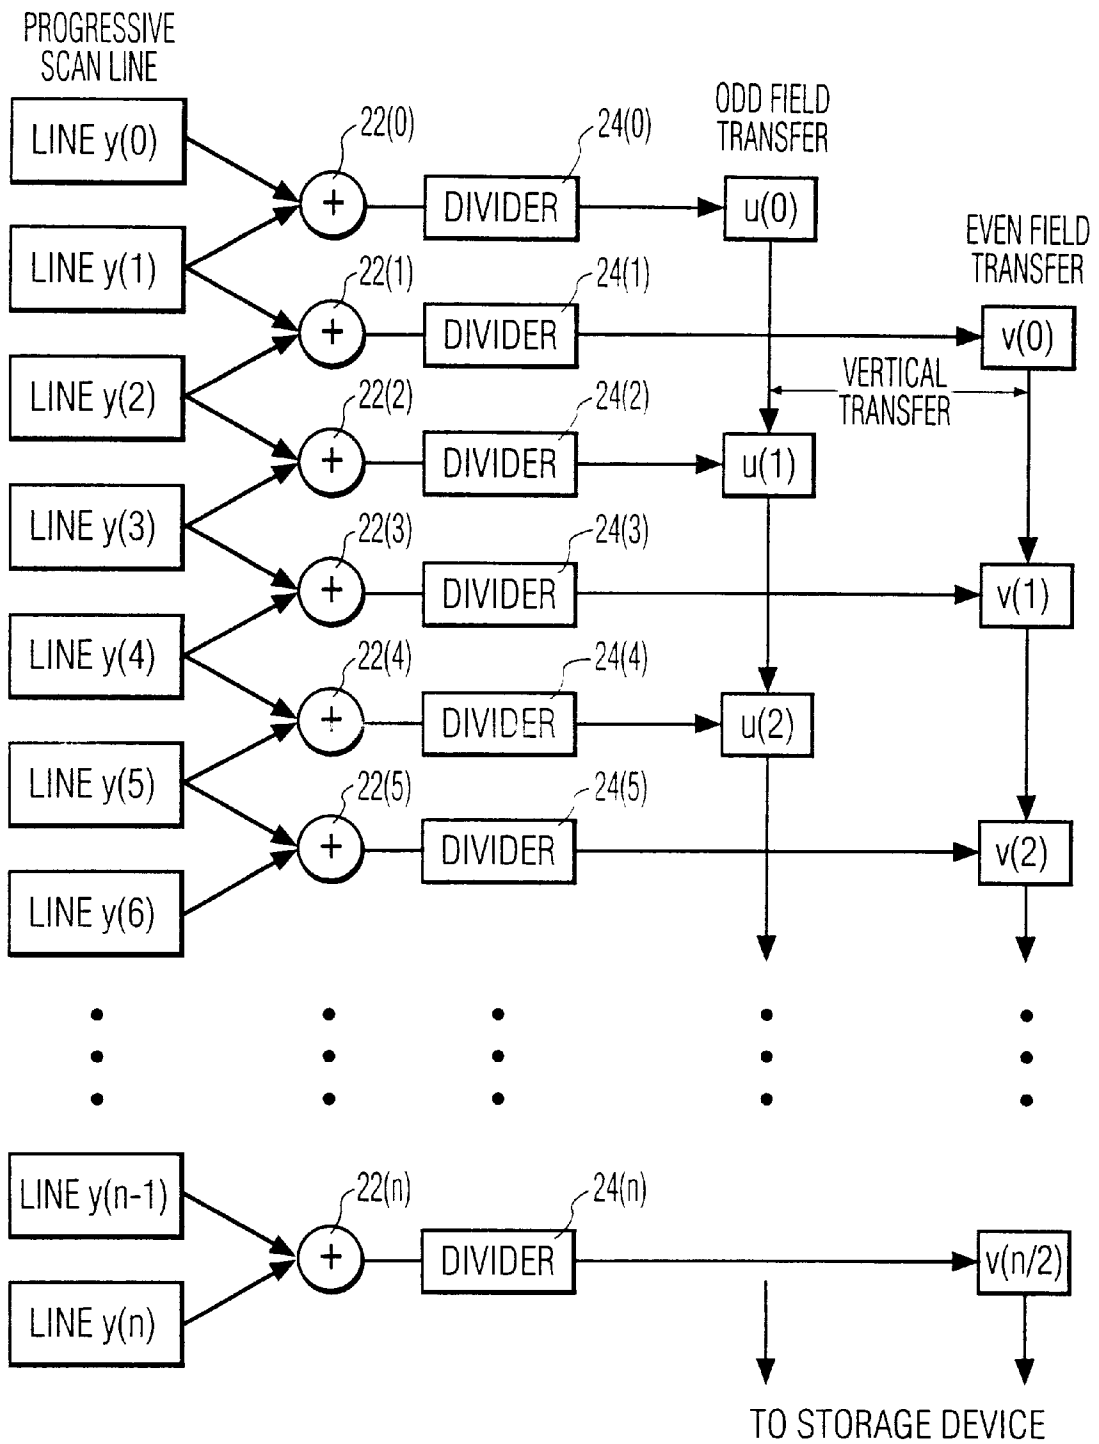 PROGRESSIVE
SCAN LINE
ODD FIELD
TRANSFER
EVEN FIELD
TRANSFER
LINE y(0)
22(0)
24(0)
+
DIVIDER
u(0)
LINE y(1)
22(1)
24(1)
+
DIVIDER
v(0)
VERTICAL
TRANSFER
LINE y(2)
22(2)
24(2)
+
DIVIDER
u(1)
LINE y(3)
22(3)
24(3)
+
DIVIDER
v(1)
LINE y(4)
22(4)
24(4)
+
DIVIDER
u(2)
LINE y(5)
22(5)
24(5)
+
DIVIDER
v(2)
LINE y(6)
LINE y(n-1)
22(n)
24(n)
+
DIVIDER
v(n/2)
LINE y(n)
TO STORAGE DEVICE